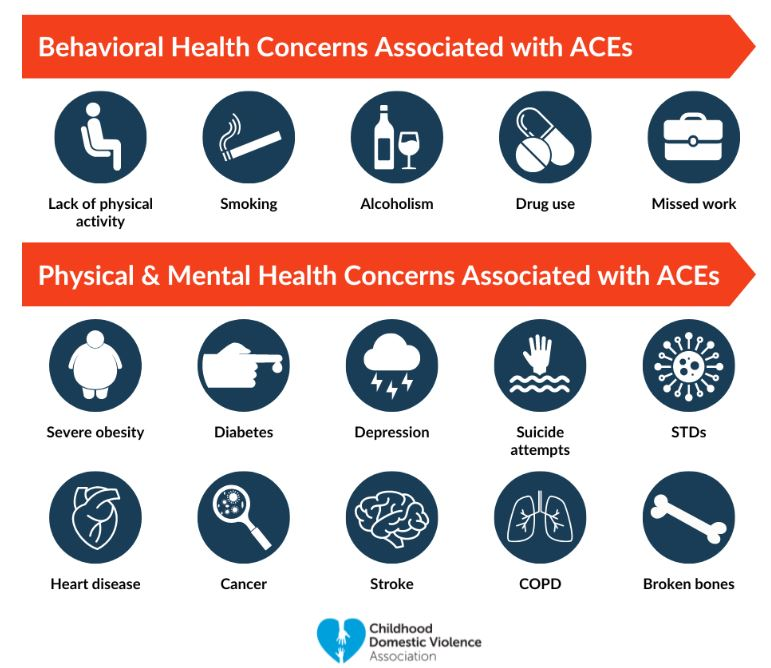 Behavioral Health Concerns Associated with ACEs
Lack of physical
activity
Smoking
Alcoholism
Drug use
Missed work
Physical & Mental Health Concerns Associated with ACEs
Severe obesity
Diabetes
Depression
Suicide
attempts
STDs
Heart disease
Cancer
Stroke
COPD
Broken bones
Childhood
Domestic Violence
Association